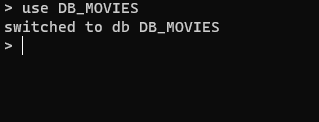 > use DB_MOVIES
switched to db DB_MOVIES
>